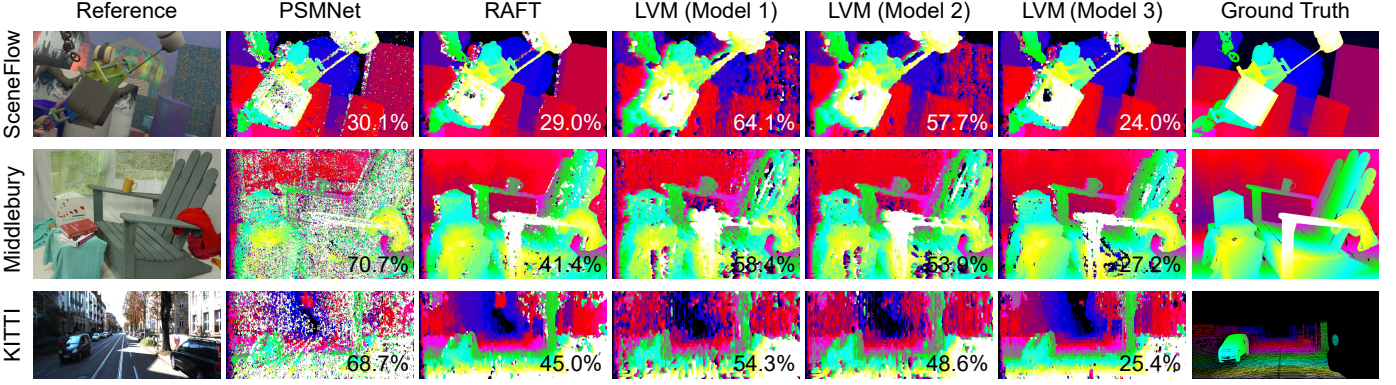 Reference PSMNet RAFT LVM (Model 1) LVM (Model 2) LVM (Model 3) Ground Truth
SceneFlow 30.1% 29.0% 64.1% 57.7% 24.0%
Middlebury 70.7% 41.4% 58.4% 53.9% 27.2%
KITTI 68.7% 45.0% 54.3% 48.6% 25.4%